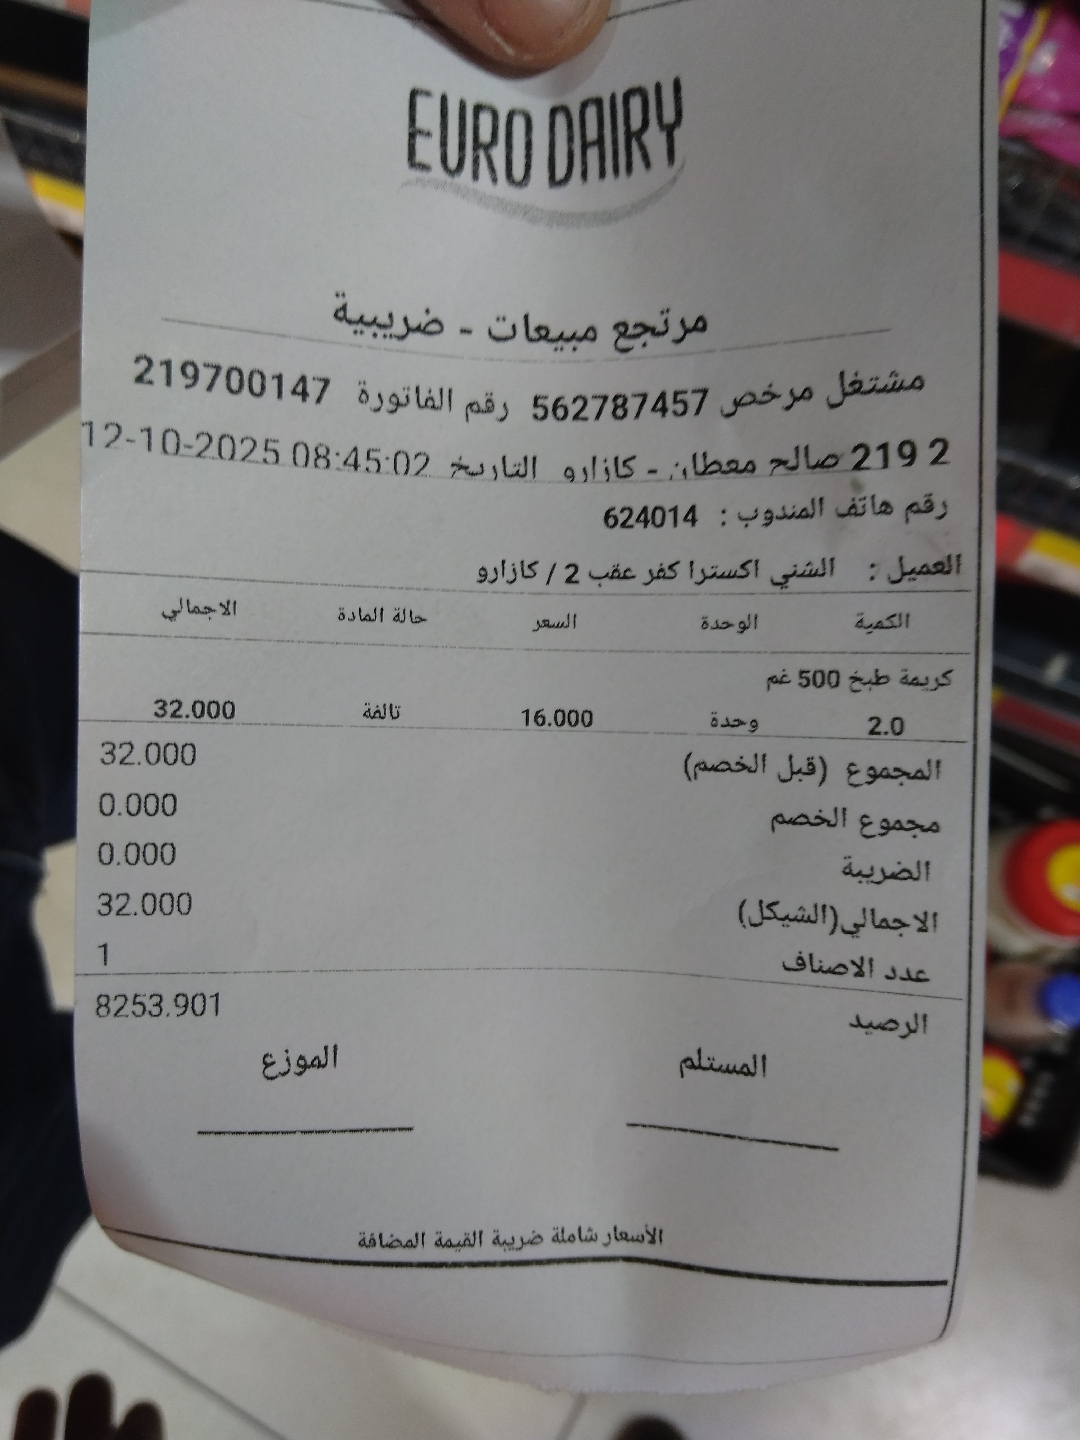 EURO DAIRY
مرتجع مبيعات - ضريبية
مشتغل مرخص 562787457 رقم الفاتورة 219700147
2 219 صالح معطان - كازارو التاريخ 12-10-2025 08:45:02
رقم هاتف المندوب : 624014
العميل : الشني اكسترا كفر عقب 2 / كازارو
الكمية الوحدة السعر حالة المادة الاجمالي
كريمة طبخ 500 غم
2.0 وحدة 16.000 تالفة 32.000
المجموع (قبل الخصم) 32.000
مجموع الخصم 0.000
الضريبة 0.000
الاجمالي(الشيكل) 32.000
عدد الاصناف 1
الرصيد 8253.901
المستلم الموزع
الأسعار شاملة ضريبة القيمة المضافة